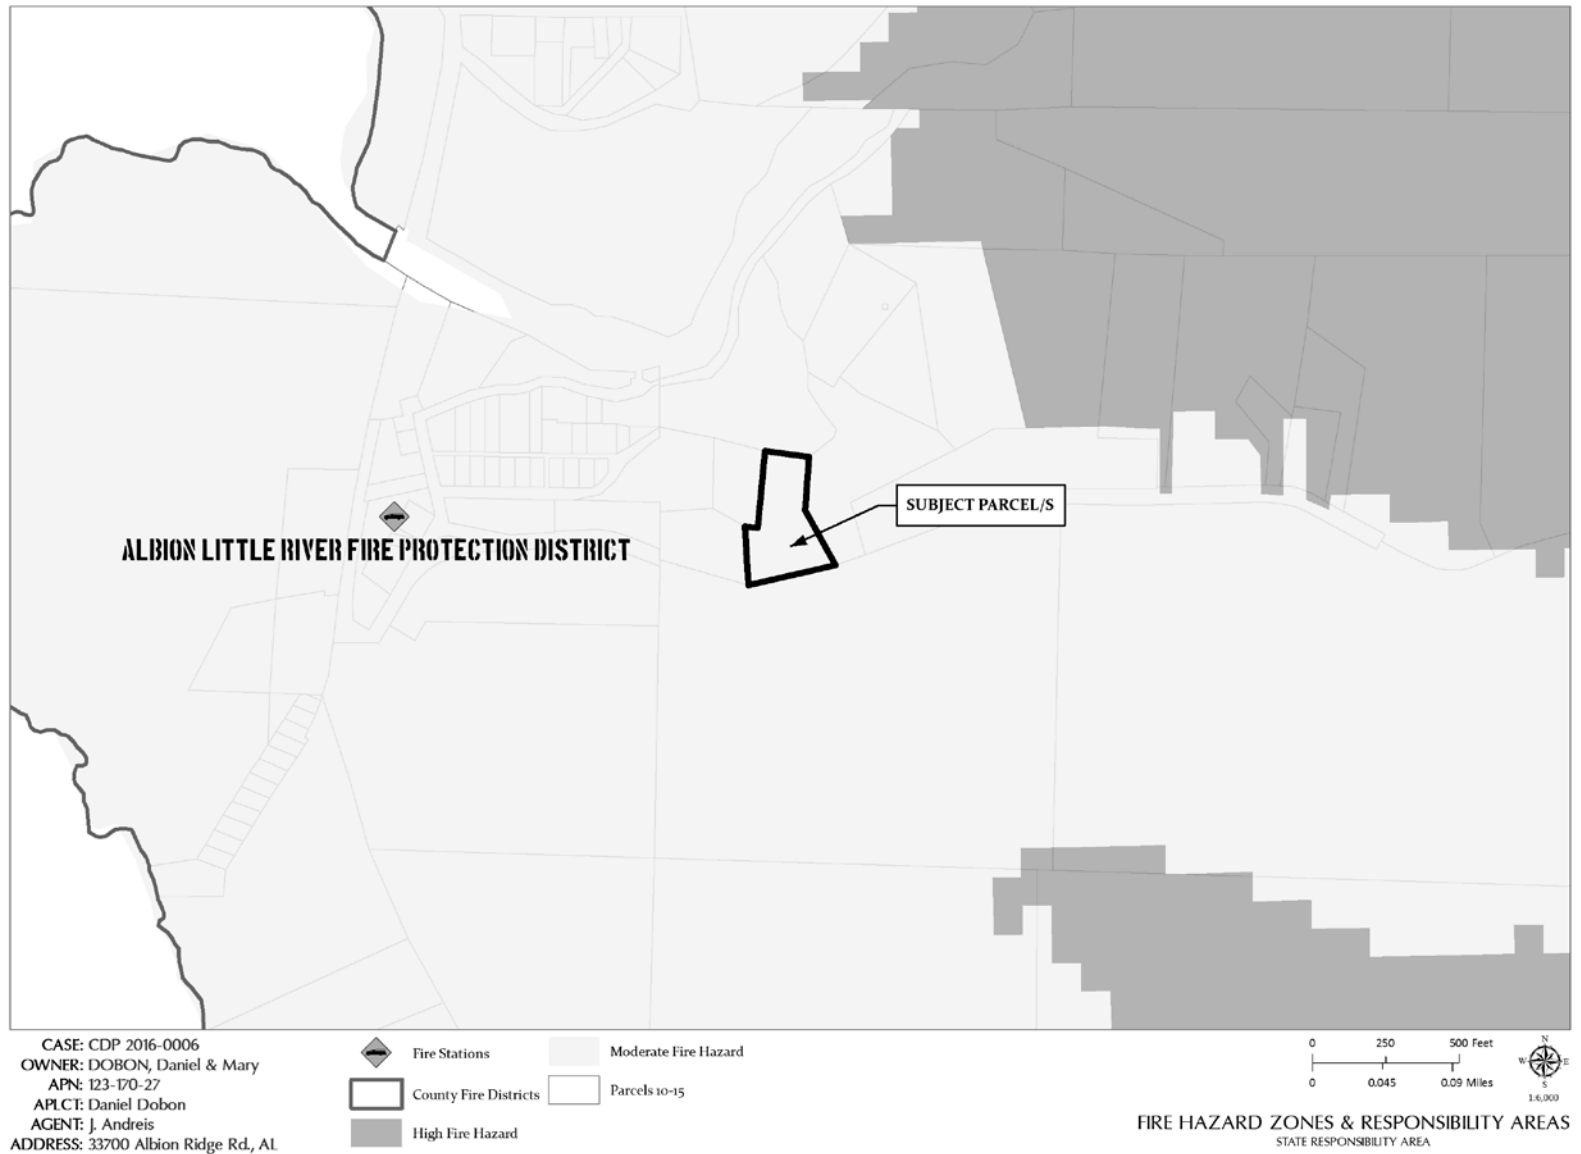 SUBJECT PARCEL/S
ALBION LITTLE RIVER FIRE PROTECTION DISTRICT
CASE: CDP 2016-0006
OWNER: DOBON, Daniel & Mary
APN: 123-170-27
APLCT: Daniel Dobon
AGENT: J. Andreis
ADDRESS: 33700 Albion Ridge Rd., AL
Fire Stations
County Fire Districts
High Fire Hazard
Moderate Fire Hazard
Parcels 10-15
0 250 500 Feet
0 0.045 0.09 Miles
N
W E
S
1:6,000
FIRE HAZARD ZONES & RESPONSIBILITY AREAS
STATE RESPONSIBILITY AREA